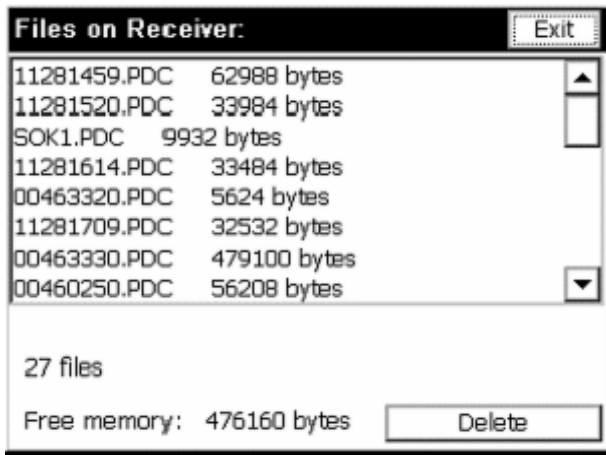 Files on Receiver:
Exit
11281459.PDC 62988 bytes
11281520.PDC 33984 bytes
SOK1.PDC 9932 bytes
11281614.PDC 33484 bytes
00463320.PDC 5624 bytes
11281709.PDC 32532 bytes
00463330.PDC 479100 bytes
00460250.PDC 56208 bytes
27 files
Free memory: 476160 bytes
Delete